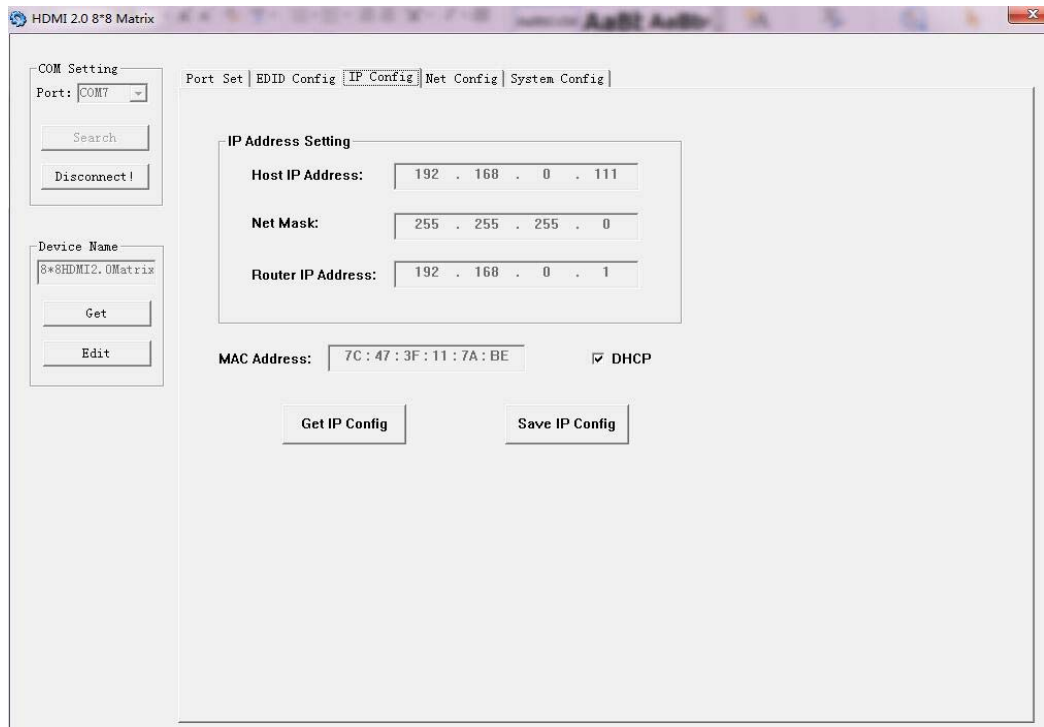 HDMI 2.0 8*8 Matrix
AaBb AaBb
COM Setting
Port: COM7
Search
Disconnect!
Device Name
8*8HDMI2.0Matrix
Get
Edit
Port Set EDID Config IP Config Net Config System Config
IP Address Setting
Host IP Address: 192 . 168 . 0 . 111
Net Mask: 255 . 255 . 255 . 0
Router IP Address: 192 . 168 . 0 . 1
MAC Address: 7C : 47 : 3F : 11 : 7A : BE DHCP
Get IP Config Save IP Config